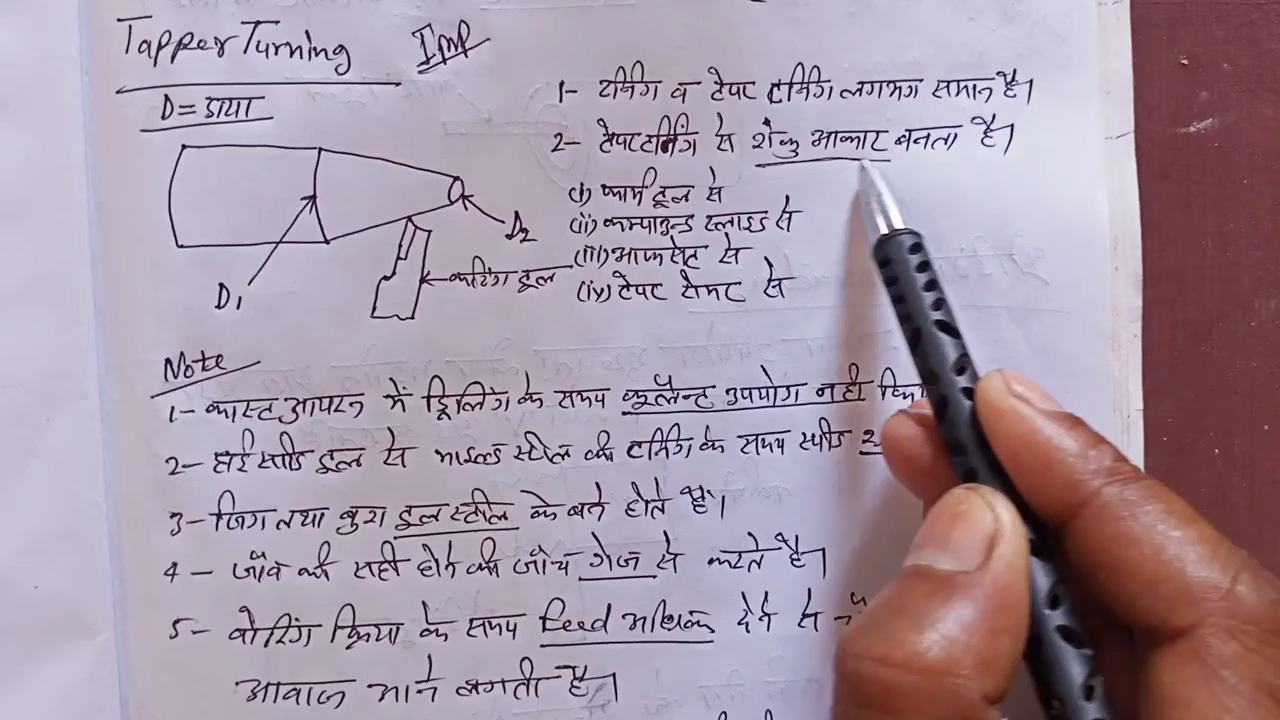 Tapper Turning Imp
D = डाया
1- टर्निंग व टेपर टर्निंग लगभग समान है।
2- टेपर टर्निंग से शंकु आकार बनता है।
(i) फार्म टूल से
(ii) कम्पाउन्ड स्लाइड से
(iii) आफसेट से
(iv) टेपर टेमट से
D1
D2
कटिंग टूल
Note
1- कास्ट आयरन में ड्रिलिंग के समय कूलेन्ट उपयोग नही
2- हाई स्पीड टूल से माइल्ड स्टील की टर्निंग के समय स्पीड
3- जिग तथा बुश टूल स्टील के बने होते है।
4- जॉब की सही होने की जाँच गेज से करते है।
5- बोरिंग क्रिया के समय feed अधिक देने से
आवाज आने लगती है।